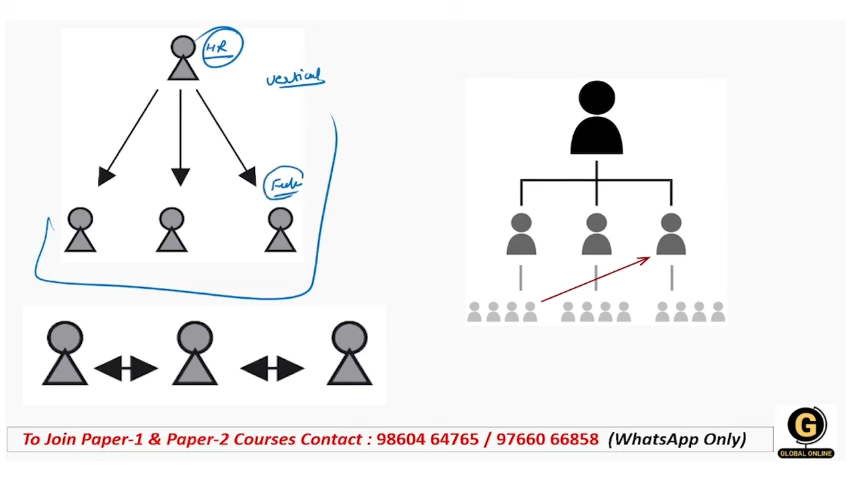 HR
vertical
To Join Paper-1 & Paper-2 Courses Contact : 98604 64765 / 97660 66858 (WhatsApp Only)
G
GLOBAL ONLINE